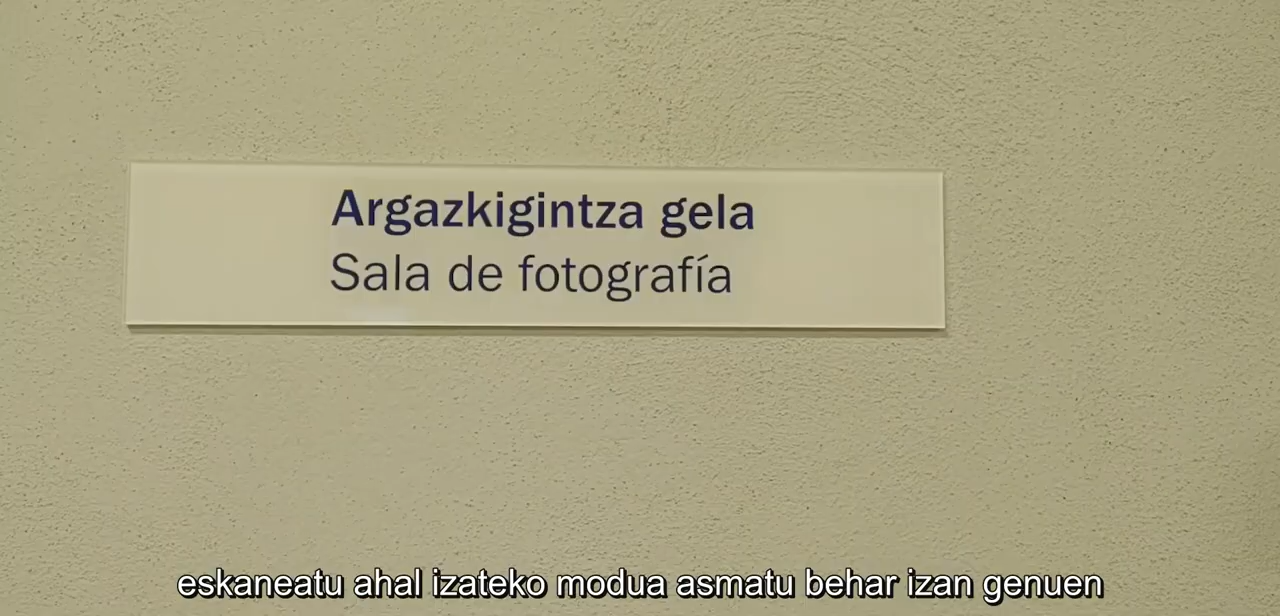 Argazkigintza gela
Sala de fotografía
eskaneatu ahal izateko modua asmatu behar izan genuen